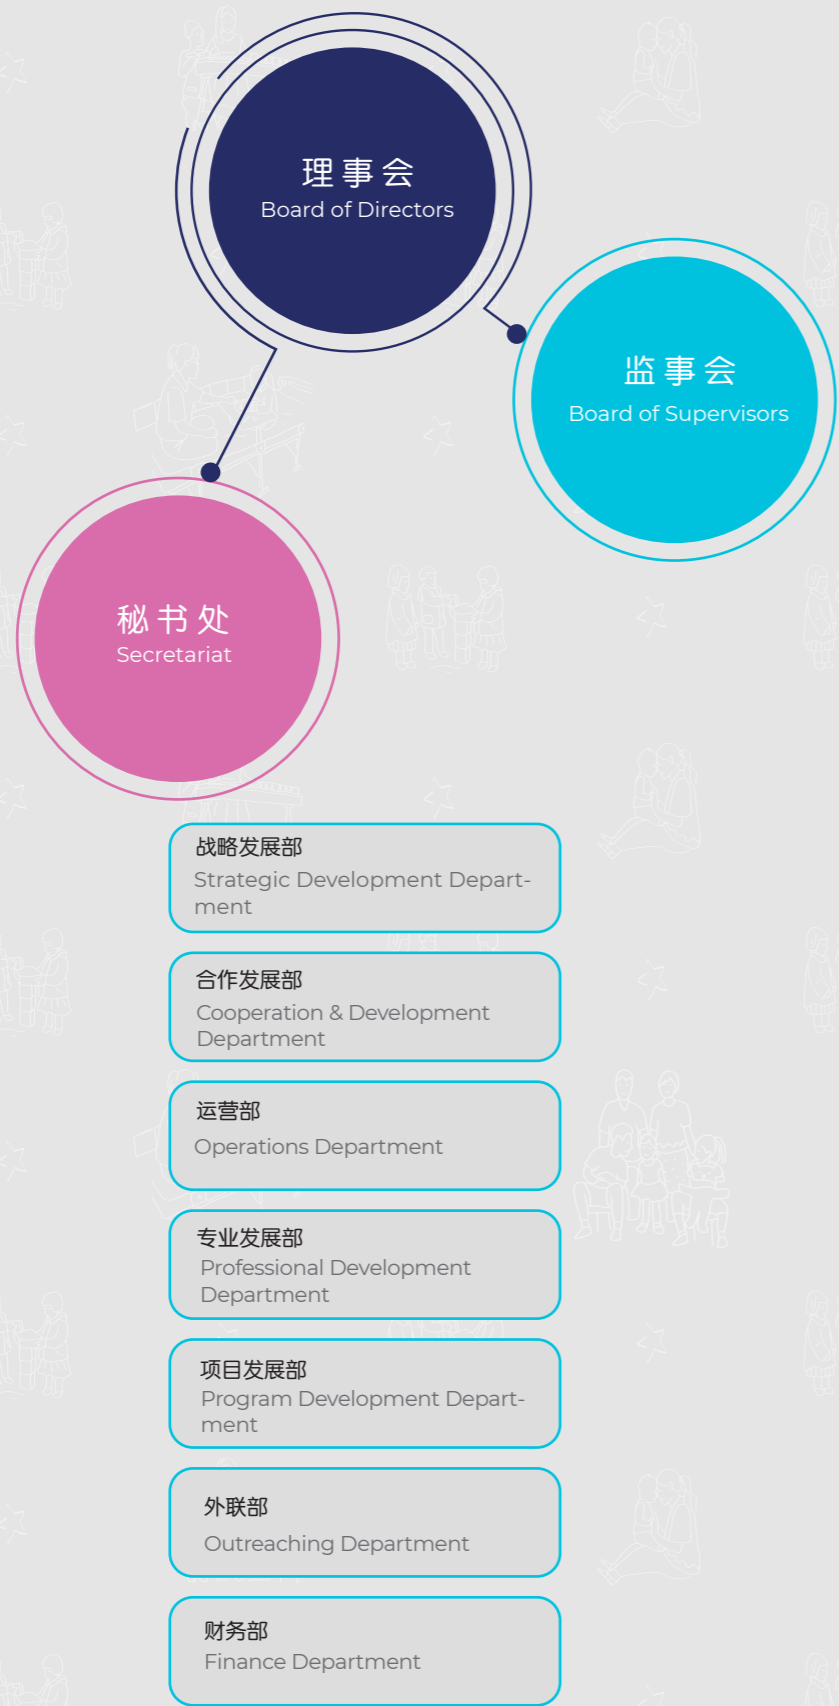 理事会
Board of Directors
监事会
Board of Supervisors
秘书处
Secretariat
战略发展部
Strategic Development Depart-
ment
合作发展部
Cooperation & Development
Department
运营部
Operations Department
专业发展部
Professional Development
Department
项目发展部
Program Development Depart-
ment
外联部
Outreaching Department
财务部
Finance Department